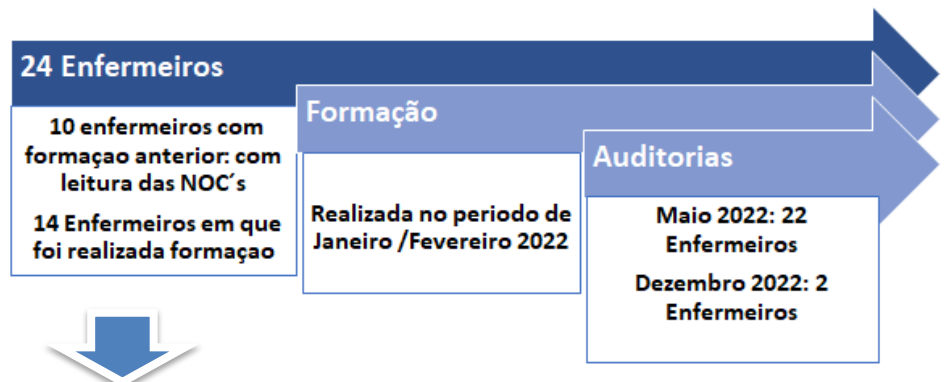 24 Enfermeiros
10 enfermeiros com
formaçao anterior: com
leitura das NOC´s
14 Enfermeiros em que
foi realizada formaçao
Formação
Realizada no periodo de
Janeiro /Fevereiro 2022
Auditorias
Maio 2022: 22
Enfermeiros
Dezembro 2022: 2
Enfermeiros